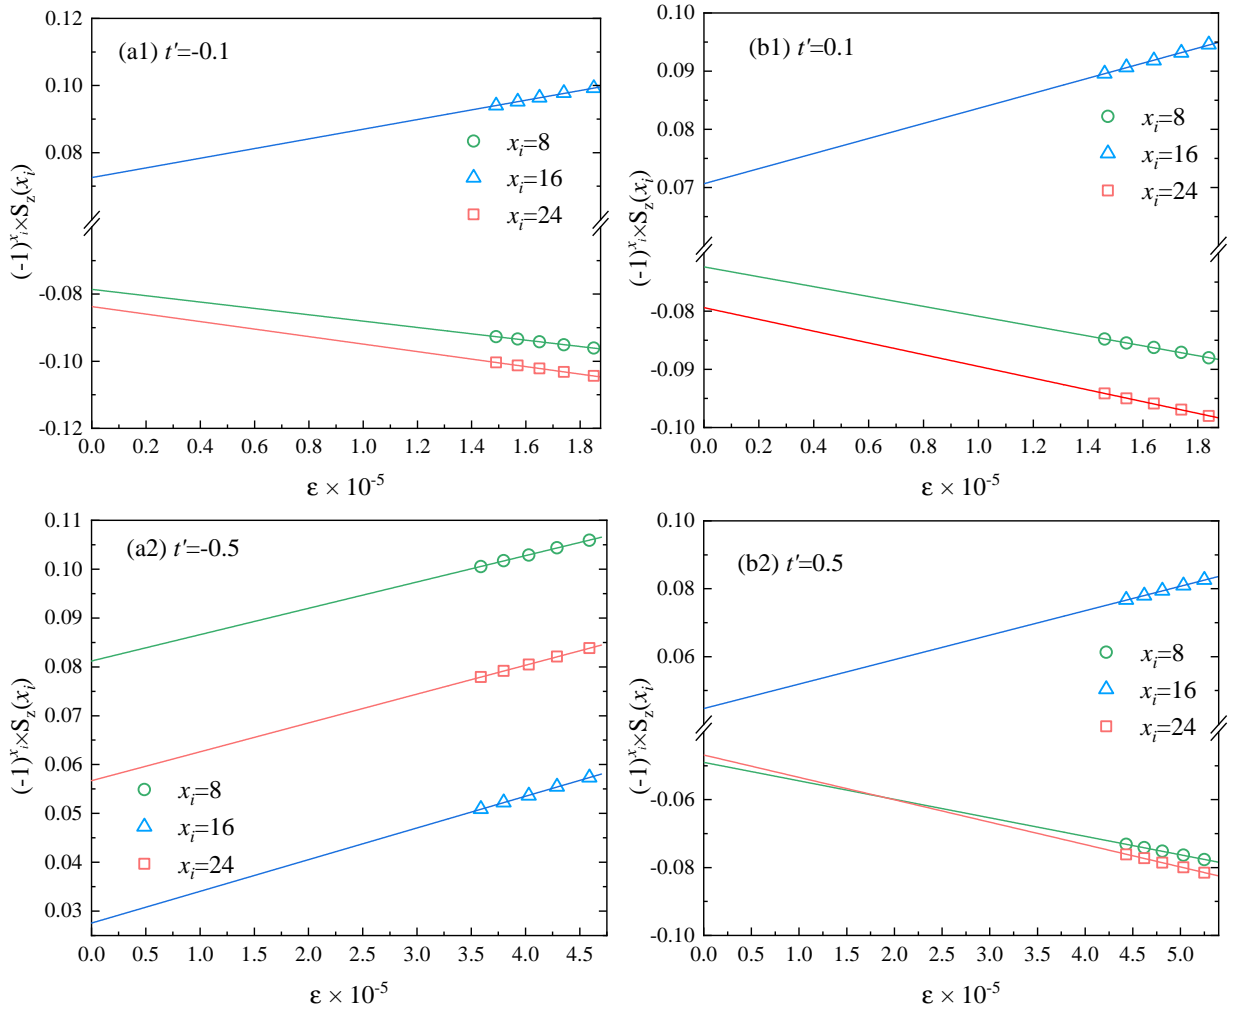 (a1) t'=-0.1
0.12
0.10
0.08
-0.08
-0.10
-0.12
(-1)^{x_i}×S_z(x_i)
x_i=8
x_i=16
x_i=24
0.0 0.2 0.4 0.6 0.8 1.0 1.2 1.4 1.6 1.8
ε × 10^{-5}
(b1) t'=0.1
0.10
0.09
0.08
0.07
-0.08
-0.09
-0.10
(-1)^{x_i}×S_z(x_i)
x_i=8
x_i=16
x_i=24
0.0 0.2 0.4 0.6 0.8 1.0 1.2 1.4 1.6 1.8
ε × 10^{-5}
(a2) t'=-0.5
0.11
0.10
0.09
0.08
0.07
0.06
0.05
0.04
0.03
(-1)^{x_i}×S_z(x_i)
x_i=8
x_i=16
x_i=24
0.0 0.5 1.0 1.5 2.0 2.5 3.0 3.5 4.0 4.5
ε × 10^{-5}
(b2) t'=0.5
0.10
0.08
0.06
-0.06
-0.08
-0.10
(-1)^{x_i}×S_z(x_i)
x_i=8
x_i=16
x_i=24
0.0 0.5 1.0 1.5 2.0 2.5 3.0 3.5 4.0 4.5 5.0
ε × 10^{-5}